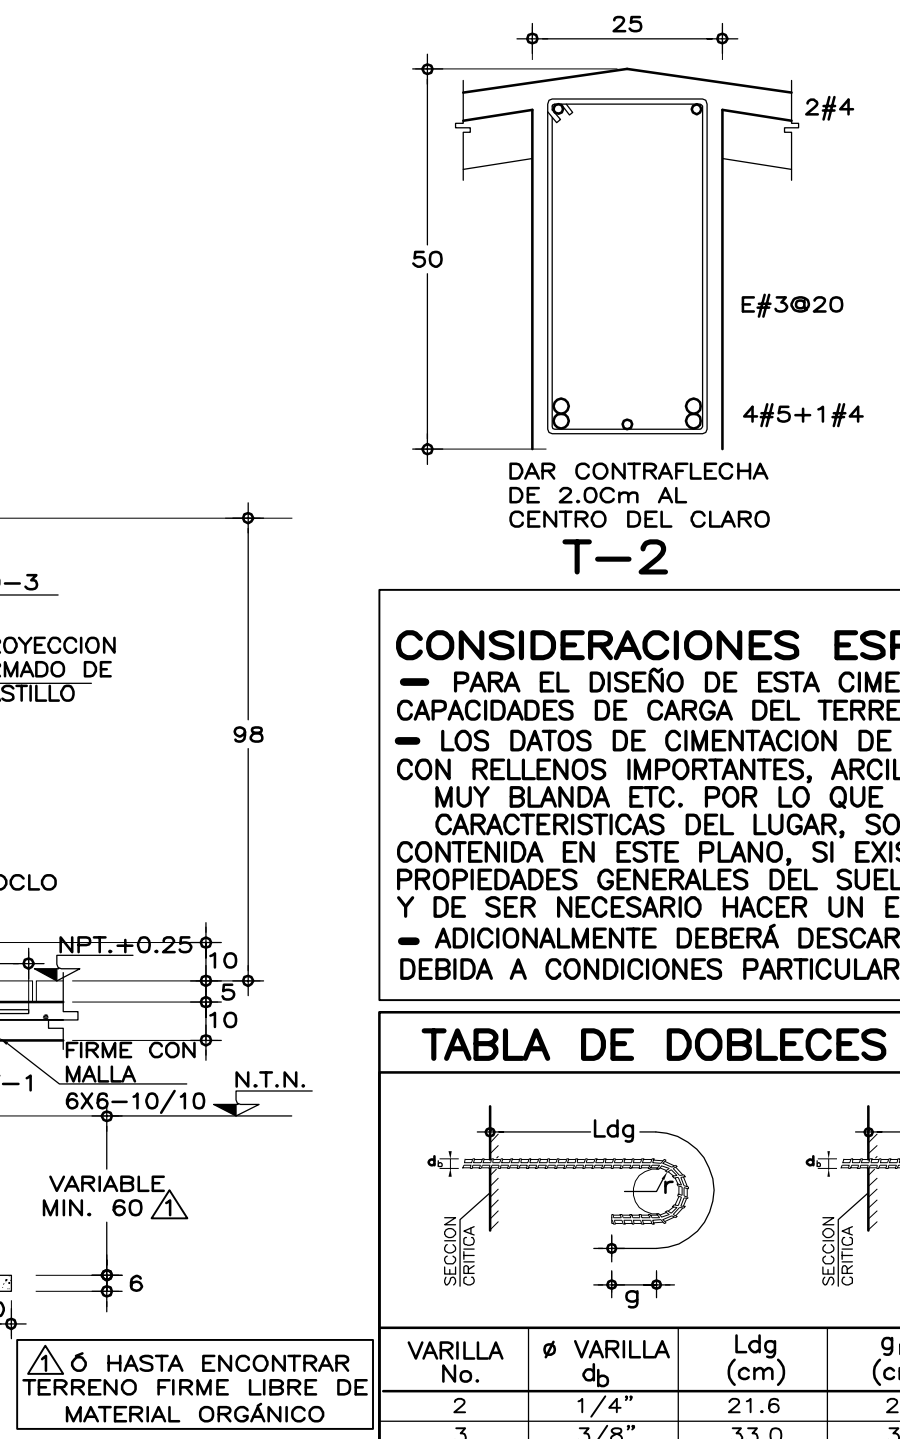 25
2#4
50
E#3@20
4#5+1#4
DAR CONTRAFLECHA
DE 2.0Cm AL
CENTRO DEL CLARO
T-2
-3
ROYECCION
RMADO DE
STILLO
98
OCLO
NPT.+0.25
10
5
10
FIRME CON
MALLA
6X6-10/10
-1
N.T.N.
VARIABLE
MIN. 60 1
6
1 Ó HASTA ENCONTRAR
TERRENO FIRME LIBRE DE
MATERIAL ORGÁNICO
CONSIDERACIONES ESP
- PARA EL DISEÑO DE ESTA CIME
CAPACIDADES DE CARGA DEL TERRE
- LOS DATOS DE CIMENTACION DE
CON RELLENOS IMPORTANTES, ARCIL
MUY BLANDA ETC. POR LO QUE
CARACTERISTICAS DEL LUGAR, SO
CONTENIDA EN ESTE PLANO, SI EXIS
PROPIEDADES GENERALES DEL SUEL
Y DE SER NECESARIO HACER UN E
- ADICIONALMENTE DEBERÁ DESCAR
DEBIDA A CONDICIONES PARTICULAR
TABLA DE DOBLECES
Ldg
db
r
SECCION
CRITICA
g
db
SECCION
CRITICA
VARILLA No. ø VARILLA db Ldg (cm) g
2 1/4" 21.6 2
3 3/8" 33.0 3